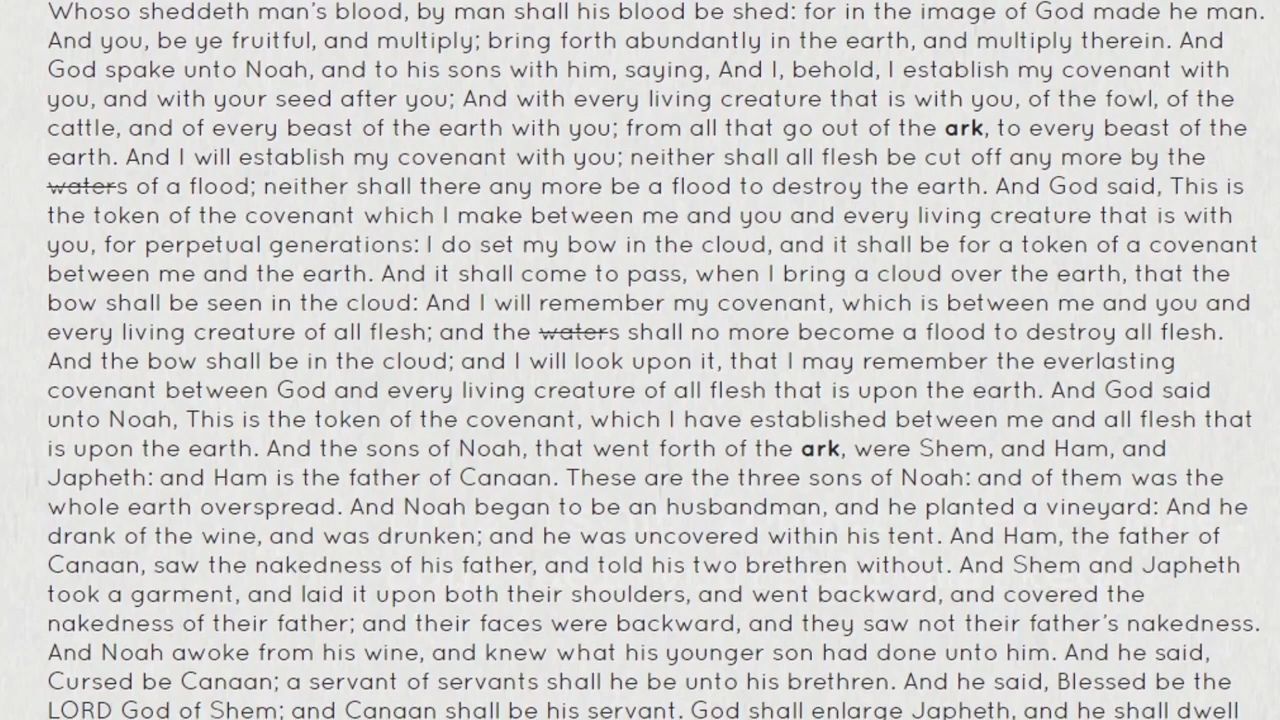 Whoso sheddeth man's blood, by man shall his blood be shed: for in the image of God made he man.
And you, be ye fruitful, and multiply; bring forth abundantly in the earth, and multiply therein. And
God spake unto Noah, and to his sons with him, saying, And I, behold, I establish my covenant with
you, and with your seed after you; And with every living creature that is with you, of the fowl, of the
cattle, and of every beast of the earth with you; from all that go out of the ark, to every beast of the
earth. And I will establish my covenant with you; neither shall all flesh be cut off any more by the
waters of a flood; neither shall there any more be a flood to destroy the earth. And God said, This is
the token of the covenant which I make between me and you and every living creature that is with
you, for perpetual generations: I do set my bow in the cloud, and it shall be for a token of a covenant
between me and the earth. And it shall come to pass, when I bring a cloud over the earth, that the
bow shall be seen in the cloud: And I will remember my covenant, which is between me and you and
every living creature of all flesh; and the waters shall no more become a flood to destroy all flesh.
And the bow shall be in the cloud; and I will look upon it, that I may remember the everlasting
covenant between God and every living creature of all flesh that is upon the earth. And God said
unto Noah, This is the token of the covenant, which I have established between me and all flesh that
is upon the earth. And the sons of Noah, that went forth of the ark, were Shem, and Ham, and
Japheth: and Ham is the father of Canaan. These are the three sons of Noah: and of them was the
whole earth overspread. And Noah began to be an husbandman, and he planted a vineyard: And he
drank of the wine, and was drunken; and he was uncovered within his tent. And Ham, the father of
Canaan, saw the nakedness of his father, and told his two brethren without. And Shem and Japheth
took a garment, and laid it upon both their shoulders, and went backward, and covered the
nakedness of their father; and their faces were backward, and they saw not their father's nakedness.
And Noah awoke from his wine, and knew what his younger son had done unto him. And he said,
Cursed be Canaan; a servant of servants shall he be unto his brethren. And he said, Blessed be the
LORD God of Shem; and Canaan shall be his servant. God shall enlarge Japheth, and he shall dwell